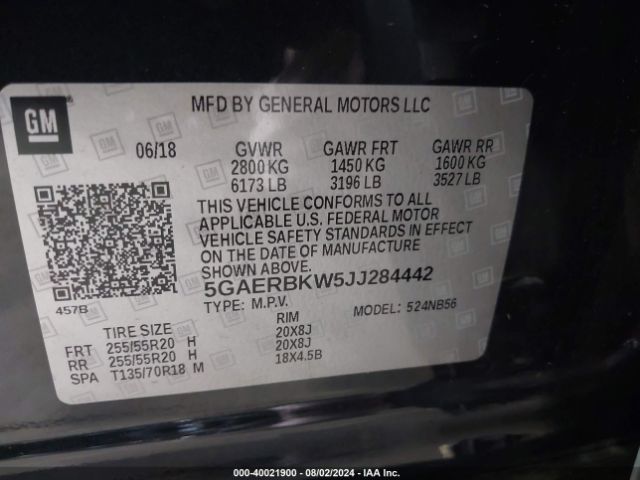 GM
MFD BY GENERAL MOTORS LLC
06/18 GVWR GAWR FRT GAWR RR
2800 KG 1450 KG 1600 KG
6173 LB 3196 LB 3527 LB
THIS VEHICLE CONFORMS TO ALL
APPLICABLE U.S. FEDERAL MOTOR
VEHICLE SAFETY STANDARDS IN EFFECT
ON THE DATE OF MANUFACTURE
SHOWN ABOVE.
5GAERBKW5JJ284442
TYPE: M.P.V. MODEL: 524NB56
457B
TIRE SIZE RIM
FRT 255/55R20 H 20X8J
RR 255/55R20 H 20X8J
SPA T135/70R18 M 18X4.5B
000-40021900 - 08/02/2024 - IAA Inc.